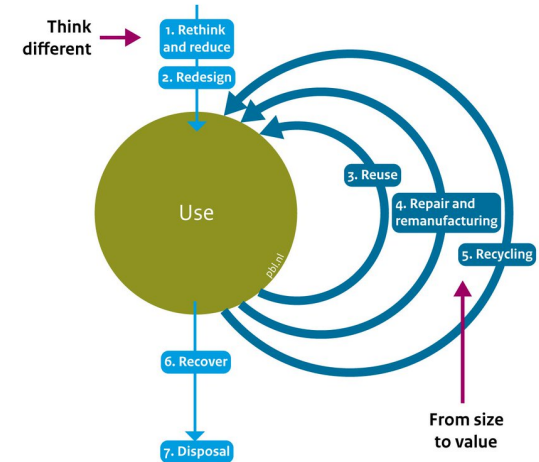 Think
different
1. Rethink
and reduce
2. Redesign
3. Reuse
Use
4. Repair and
remanufacturing
5. Recycling
pbl.nl
6. Recover
From size
to value
7. Disposal